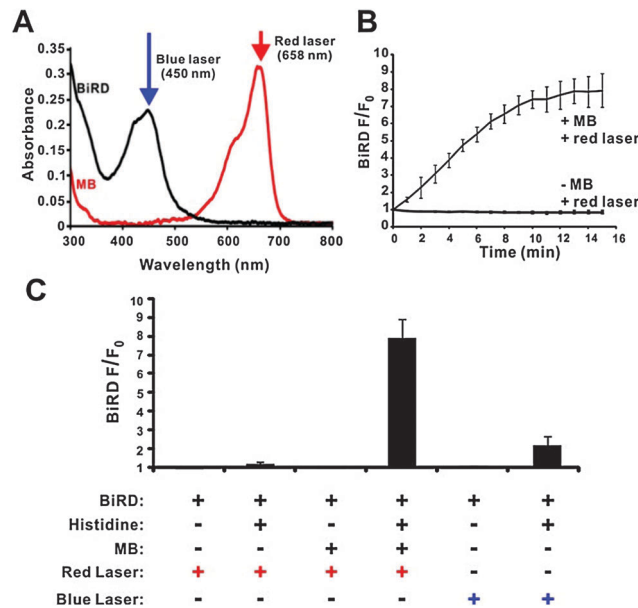 A
Blue laser
(450 nm)
Red laser
(658 nm)
BiRD
MB
Absorbance
0.35
0.3
0.25
0.2
0.15
0.1
0.05
0
300 400 500 600 700 800
Wavelength (nm)
B
BiRD F/F0
10
9
8
7
6
5
4
3
2
1
0
+ MB
+ red laser
- MB
+ red laser
0 2 4 6 8 10 12 14 16
Time (min)
C
BiRD F/F0
10
9
8
7
6
5
4
3
2
1
BiRD: + + + + + +
Histidine: - + - + - +
MB: - - + + - -
Red Laser: + + + + - -
Blue Laser: - - - - + +